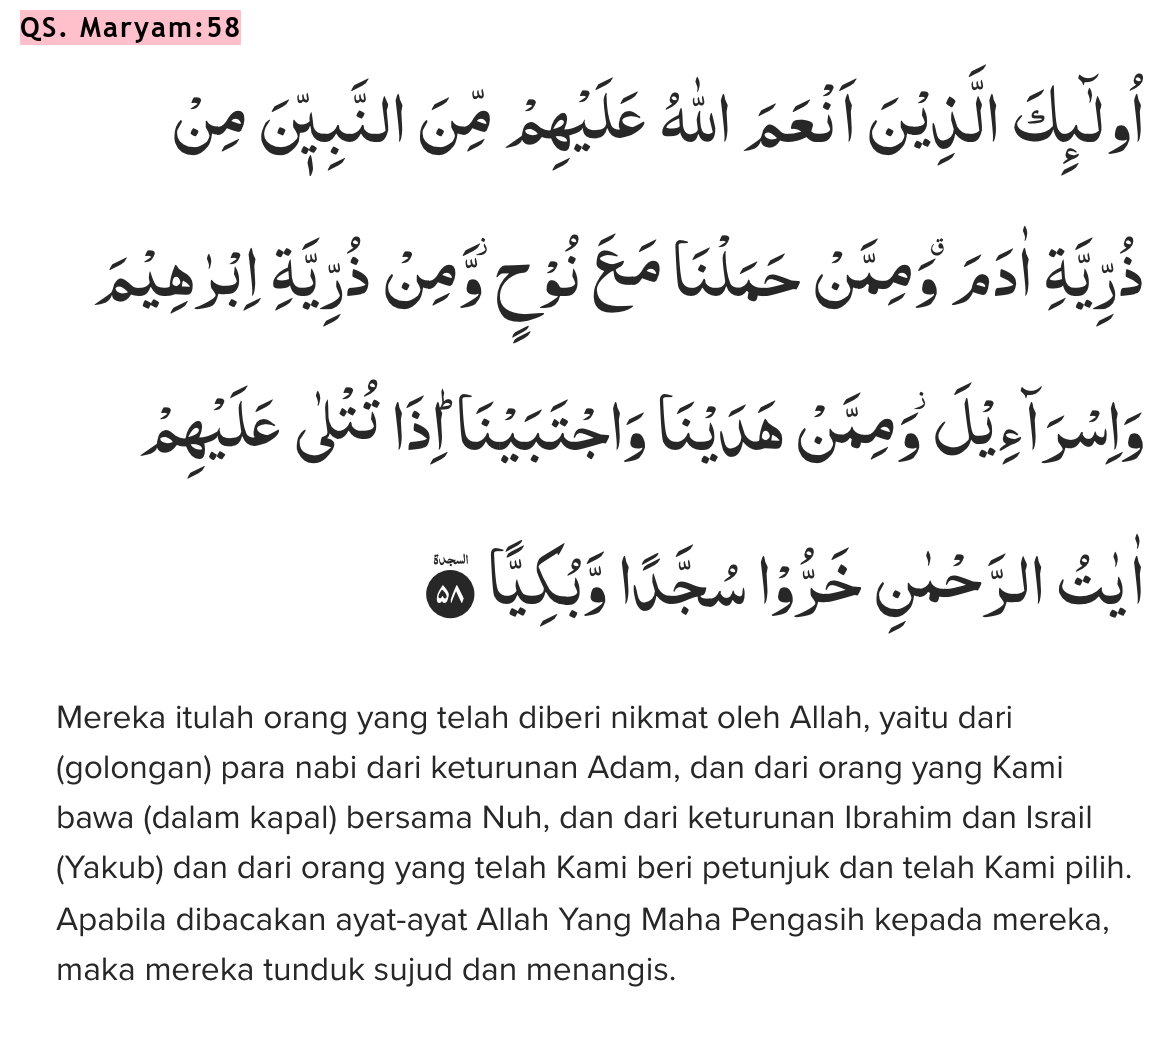 QS. Maryam:58
اُولٰۤىِٕكَ الَّذِيْنَ اَنْعَمَ اللّٰهُ عَلَيْهِمْ مِّنَ النَّبِيّٖنَ مِنْ
ذُرِّيَّةِ اٰدَمَ وَمِمَّنْ حَمَلْنَا مَعَ نُوْحٍۖ وَّمِنْ ذُرِّيَّةِ اِبْرٰهِيْمَ
وَاِسْرَاۤءِيْلَ وَمِمَّنْ هَدَيْنَا وَاجْتَبَيْنَاۗ اِذَا تُتْلٰى عَلَيْهِمْ
اٰيٰتُ الرَّحْمٰنِ خَرُّوْا سُجَّدًا وَّبُكِيًّا السجدة ۵۸
Mereka itulah orang yang telah diberi nikmat oleh Allah, yaitu dari
(golongan) para nabi dari keturunan Adam, dan dari orang yang Kami
bawa (dalam kapal) bersama Nuh, dan dari keturunan Ibrahim dan Israil
(Yakub) dan dari orang yang telah Kami beri petunjuk dan telah Kami pilih.
Apabila dibacakan ayat-ayat Allah Yang Maha Pengasih kepada mereka,
maka mereka tunduk sujud dan menangis.